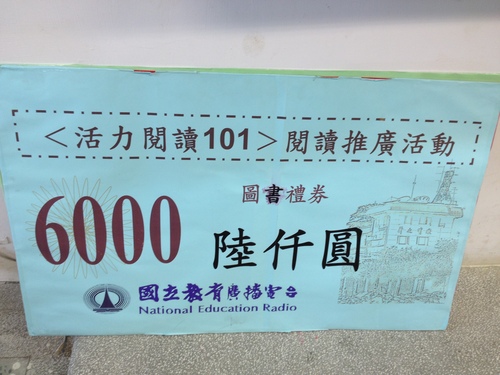 ＜活力閱讀101＞閱讀推廣活動
圖書禮券
6000 陸仟圓
國立教育廣播電台
National Education Radio